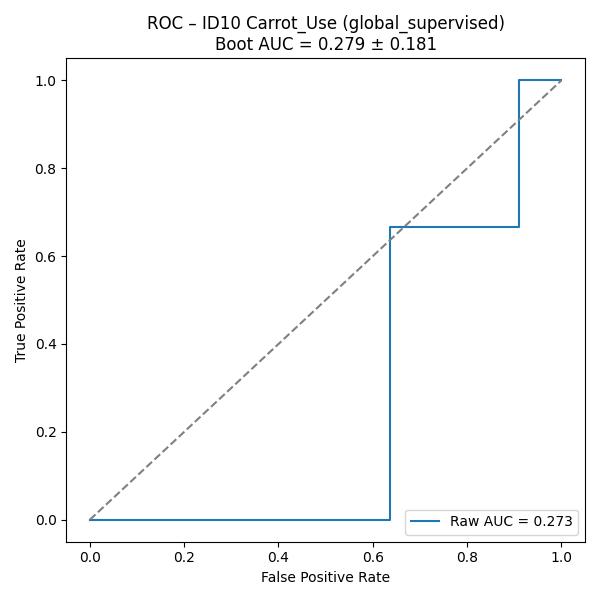 ROC – ID10 Carrot_Use (global_supervised)
Boot AUC = 0.279 ± 0.181
1.0
0.8
0.6
0.4
0.2
0.0
True Positive Rate
Raw AUC = 0.273
0.0 0.2 0.4 0.6 0.8 1.0
False Positive Rate